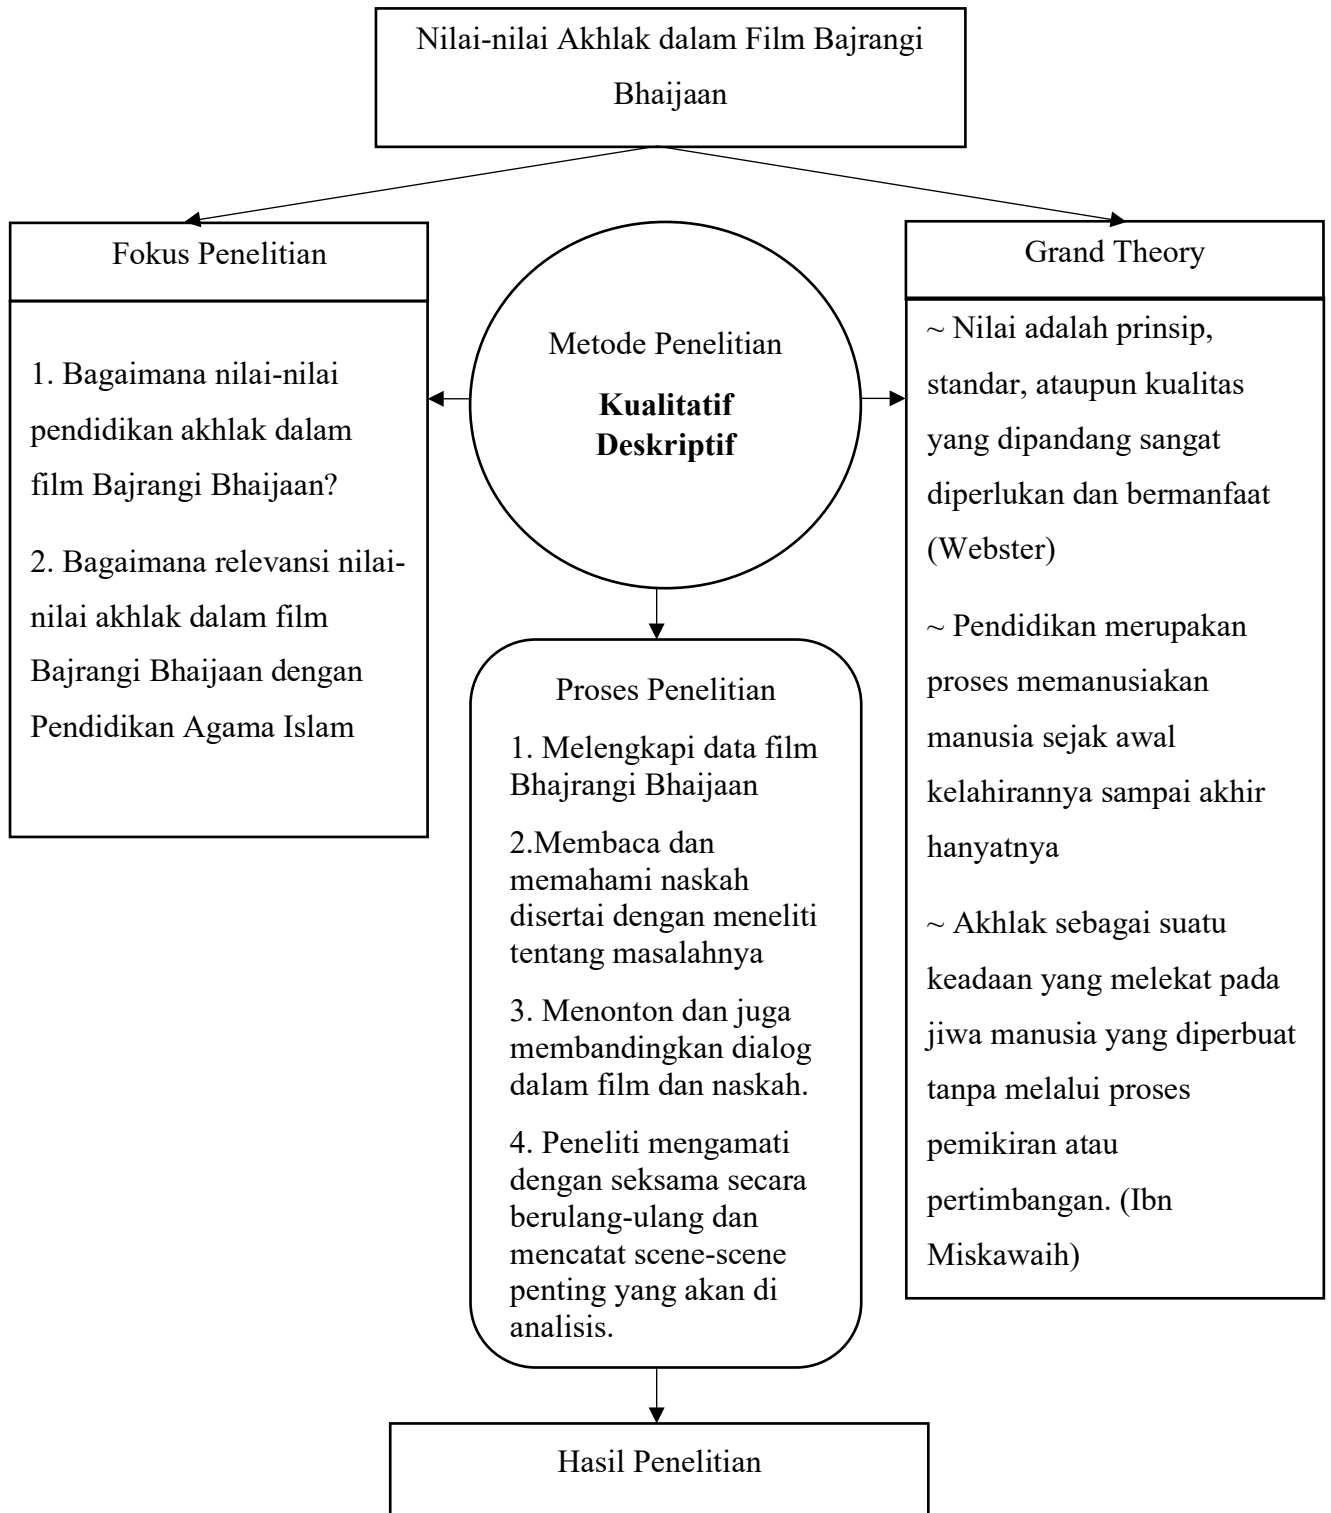 Nilai-nilai Akhlak dalam Film Bajrangi
Bhaijaan
Fokus Penelitian
1. Bagaimana nilai-nilai
pendidikan akhlak dalam
film Bajrangi Bhaijaan?
2. Bagaimana relevansi nilai-
nilai akhlak dalam film
Bajrangi Bhaijaan dengan
Pendidikan Agama Islam
Metode Penelitian
Kualitatif
Deskriptif
Grand Theory
~ Nilai adalah prinsip,
standar, ataupun kualitas
yang dipandang sangat
diperlukan dan bermanfaat
(Webster)
~ Pendidikan merupakan
proses memanusiakan
manusia sejak awal
kelahirannya sampai akhir
hanyatnya
~ Akhlak sebagai suatu
keadaan yang melekat pada
jiwa manusia yang diperbuat
tanpa melalui proses
pemikiran atau
pertimbangan. (Ibn
Miskawaih)
Proses Penelitian
1. Melengkapi data film
Bhajrangi Bhaijaan
2.Membaca dan
memahami naskah
disertai dengan meneliti
tentang masalahnya
3. Menonton dan juga
membandingkan dialog
dalam film dan naskah.
4. Peneliti mengamati
dengan seksama secara
berulang-ulang dan
mencatat scene-scene
penting yang akan di
analisis.
Hasil Penelitian